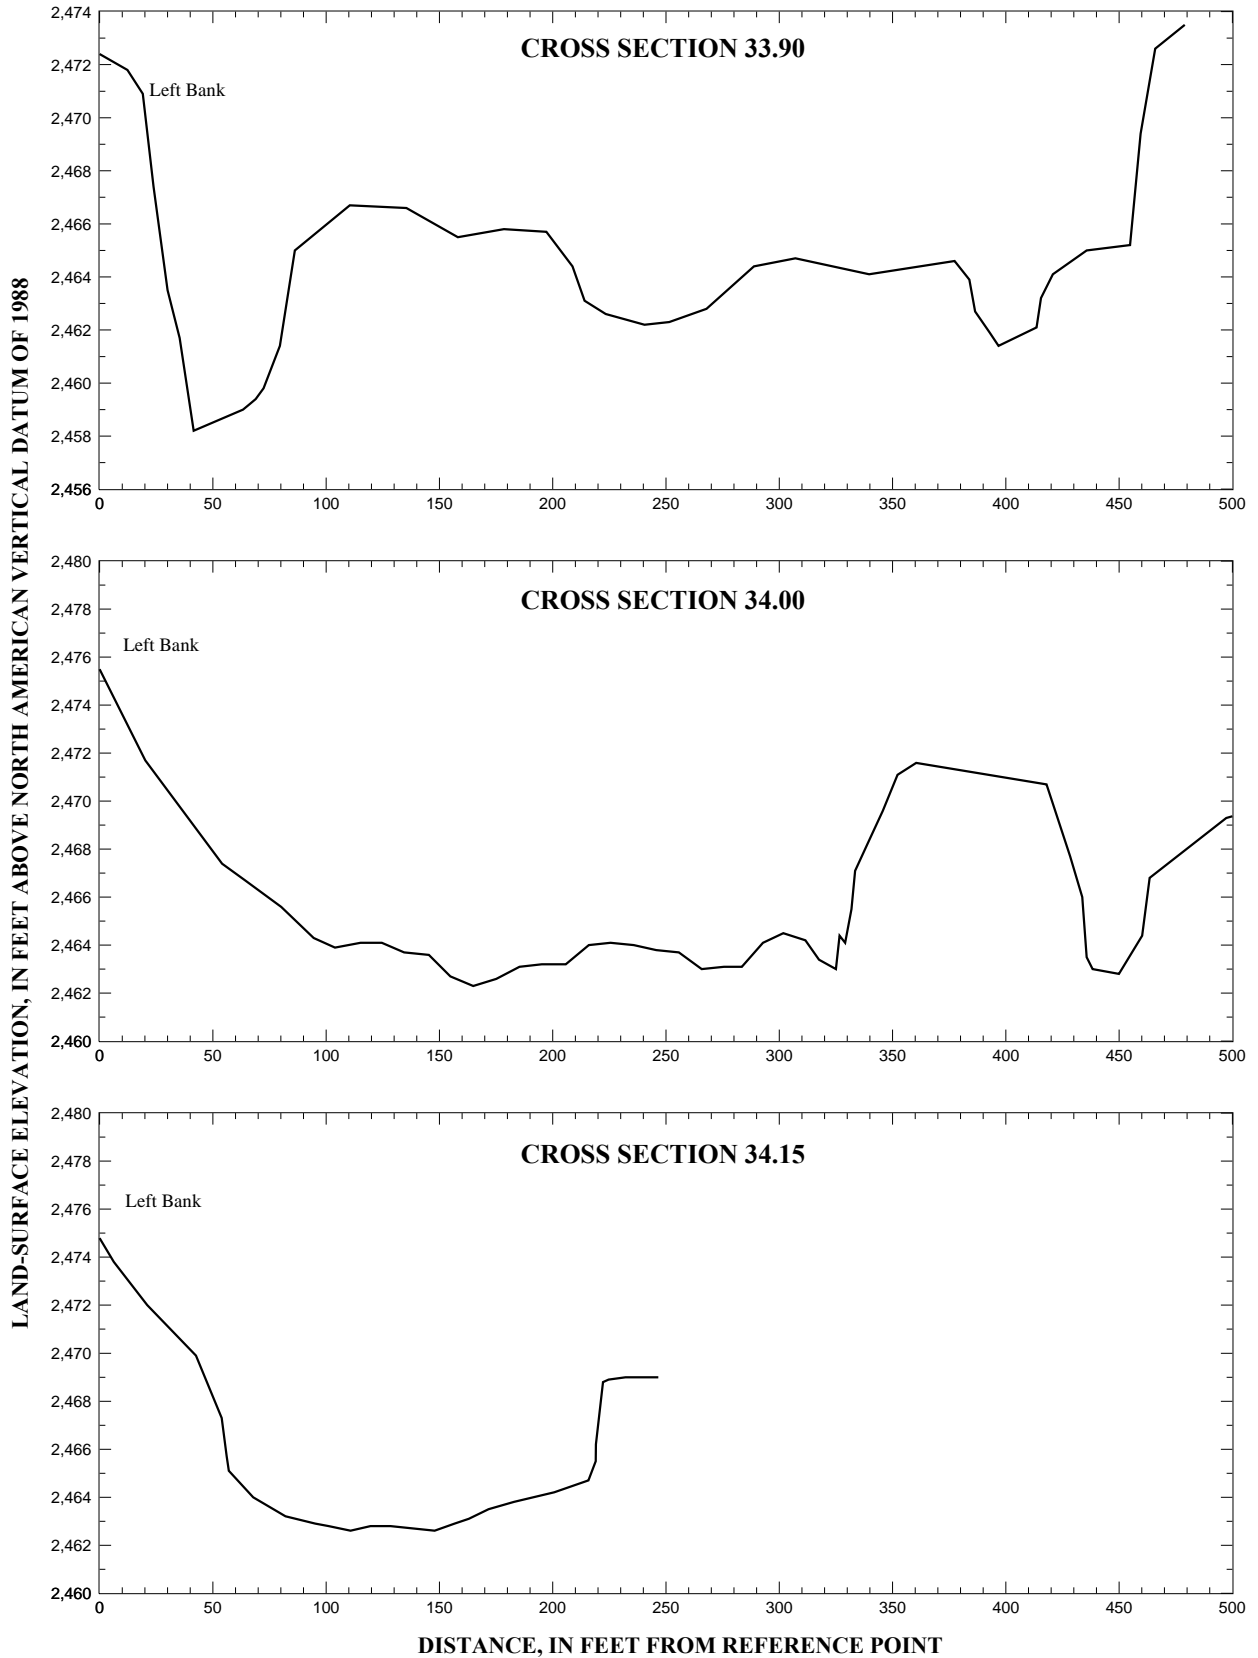 LAND-SURFACE ELEVATION, IN FEET ABOVE NORTH AMERICAN VERTICAL DATUM OF 1988
CROSS SECTION 33.90
Left Bank
2,474
2,472
2,470
2,468
2,466
2,464
2,462
2,460
2,458
2,456
0 50 100 150 200 250 300 350 400 450 500
CROSS SECTION 34.00
Left Bank
2,480
2,478
2,476
2,474
2,472
2,470
2,468
2,466
2,464
2,462
2,460
0 50 100 150 200 250 300 350 400 450 500
CROSS SECTION 34.15
Left Bank
2,480
2,478
2,476
2,474
2,472
2,470
2,468
2,466
2,464
2,462
2,460
0 50 100 150 200 250 300 350 400 450 500
DISTANCE, IN FEET FROM REFERENCE POINT